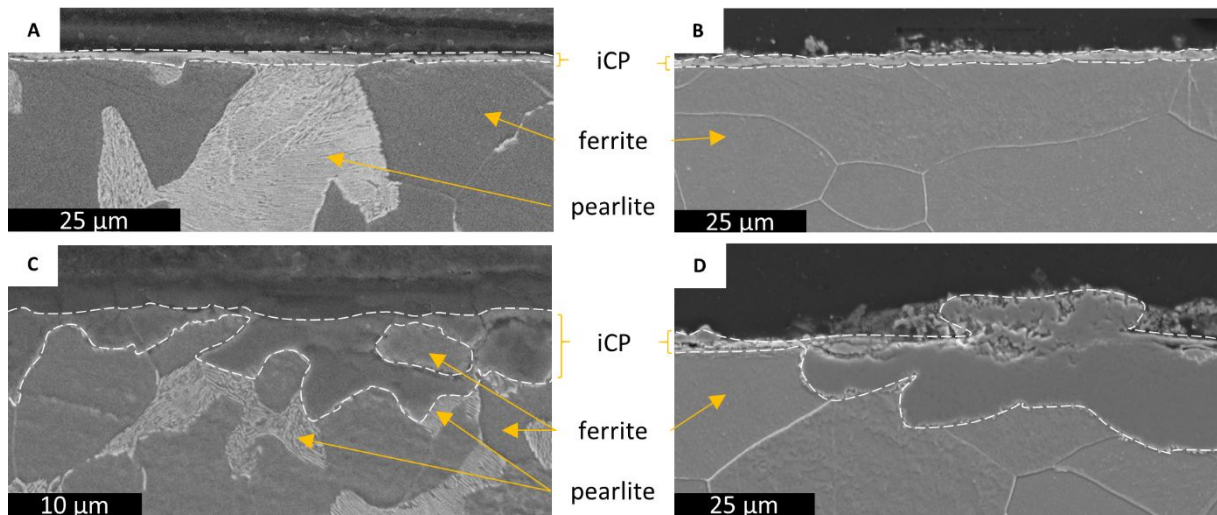 A
B
iCP
ferrite
pearlite
25 µm
25 µm
C
D
iCP
ferrite
pearlite
10 µm
25 µm